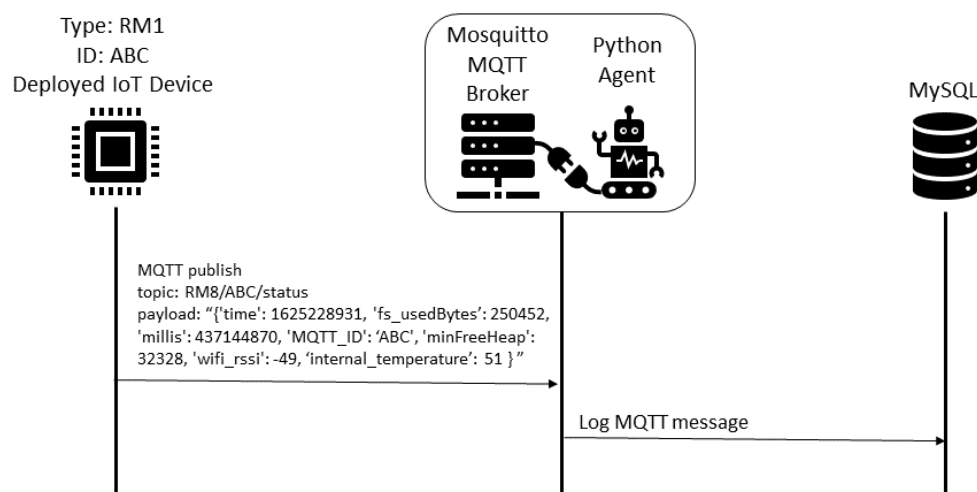 Type: RM1
ID: ABC
Deployed IoT Device
Mosquitto
MQTT
Broker
Python
Agent
MySQL
MQTT publish
topic: RM8/ABC/status
payload: “{'time': 1625228931, 'fs_usedBytes’: 250452,
'millis': 437144870, 'MQTT_ID': ‘ABC’, 'minFreeHeap':
32328, 'wifi_rssi': -49, ‘internal_temperature’: 51 } ”
Log MQTT message